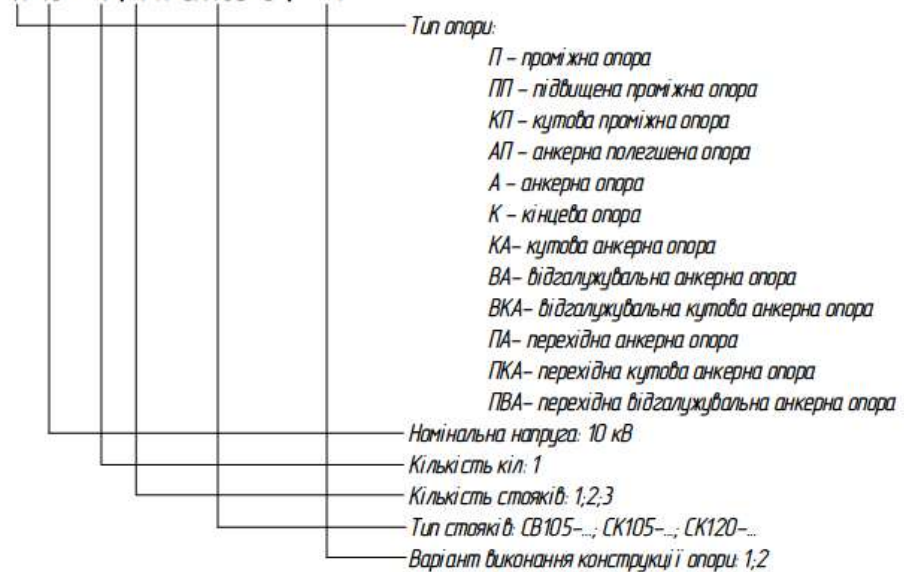 Тип опори:
П – проміжна опора
ПП – підвищена проміжна опора
КП – кутова проміжна опора
АП – анкерна полегшена опора
А – анкерна опора
К – кінцева опора
КА– кутова анкерна опора
ВА– відгалужувальна анкерна опора
ВКА– відгалужувальна кутова анкерна опора
ПА– перехідна анкерна опора
ПКА– перехідна кутова анкерна опора
ПВА– перехідна відгалужувальна анкерна опора
Номінальна напруга: 10 кВ
Кількість кіл: 1
Кількість стояків: 1;2;3
Тип стояків: СВ105–...; СК105–...; СК120–...
Варіант виконання конструкції опори: 1;2